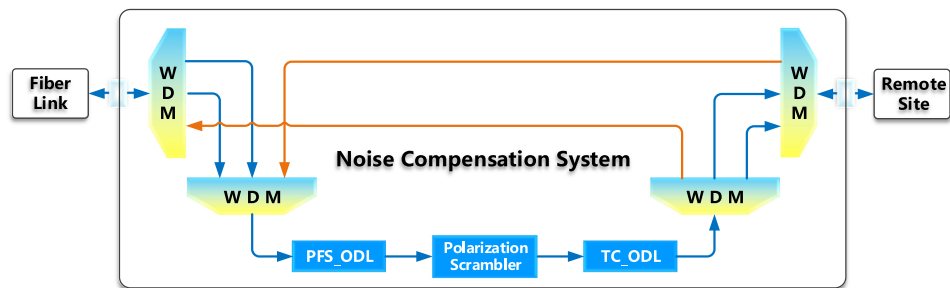 Fiber
Link
W
D
M
W
D
M
Remote
Site
Noise Compensation System
W D M
W D M
PFS_ODL
Polarization
Scrambler
TC_ODL